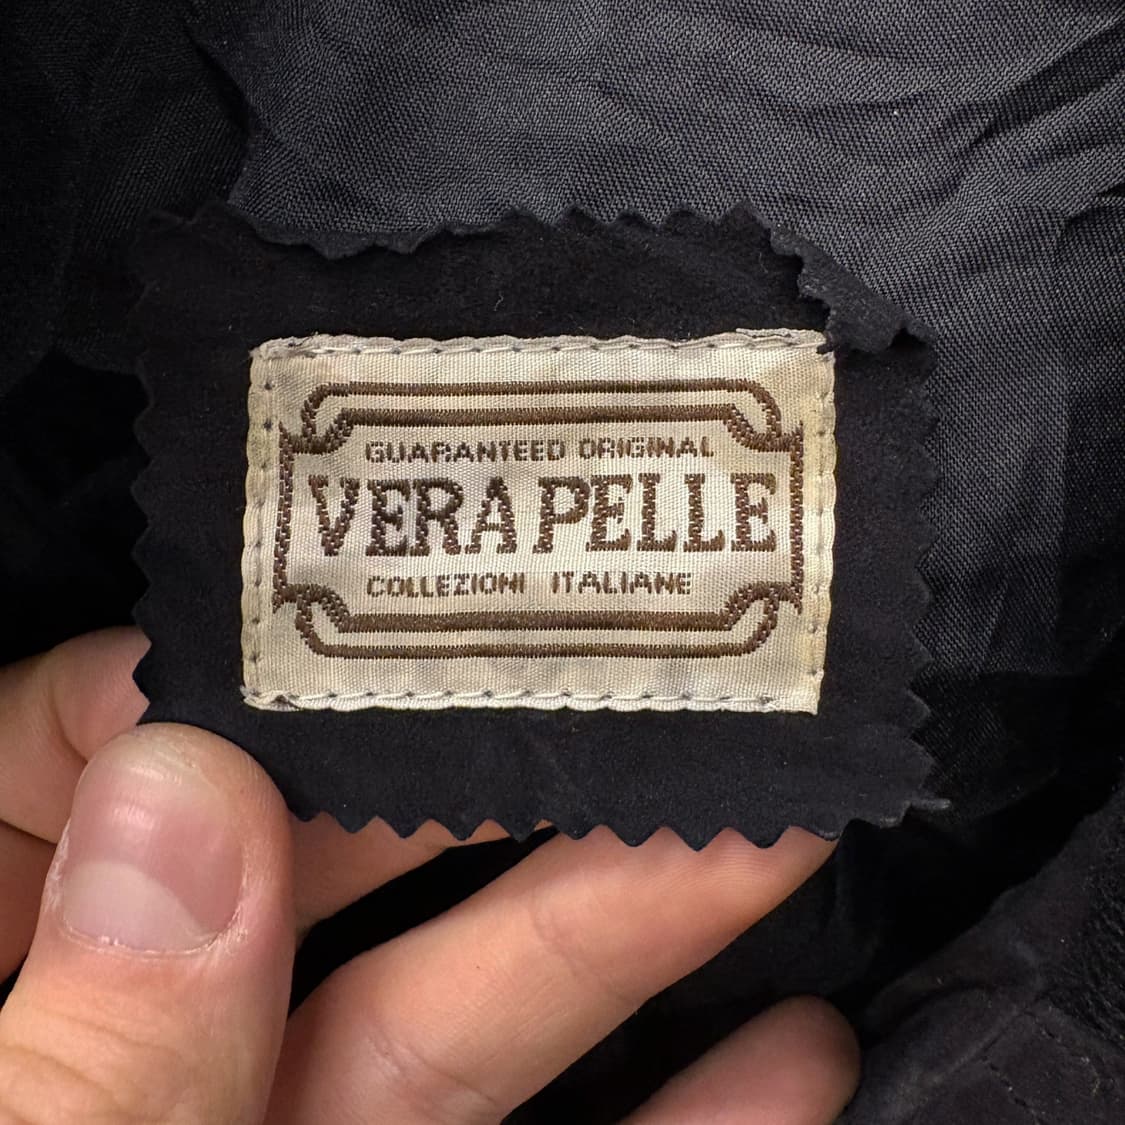 GUARANTEED ORIGINAL
VERA PELLE
COLLEZIONI ITALIANE